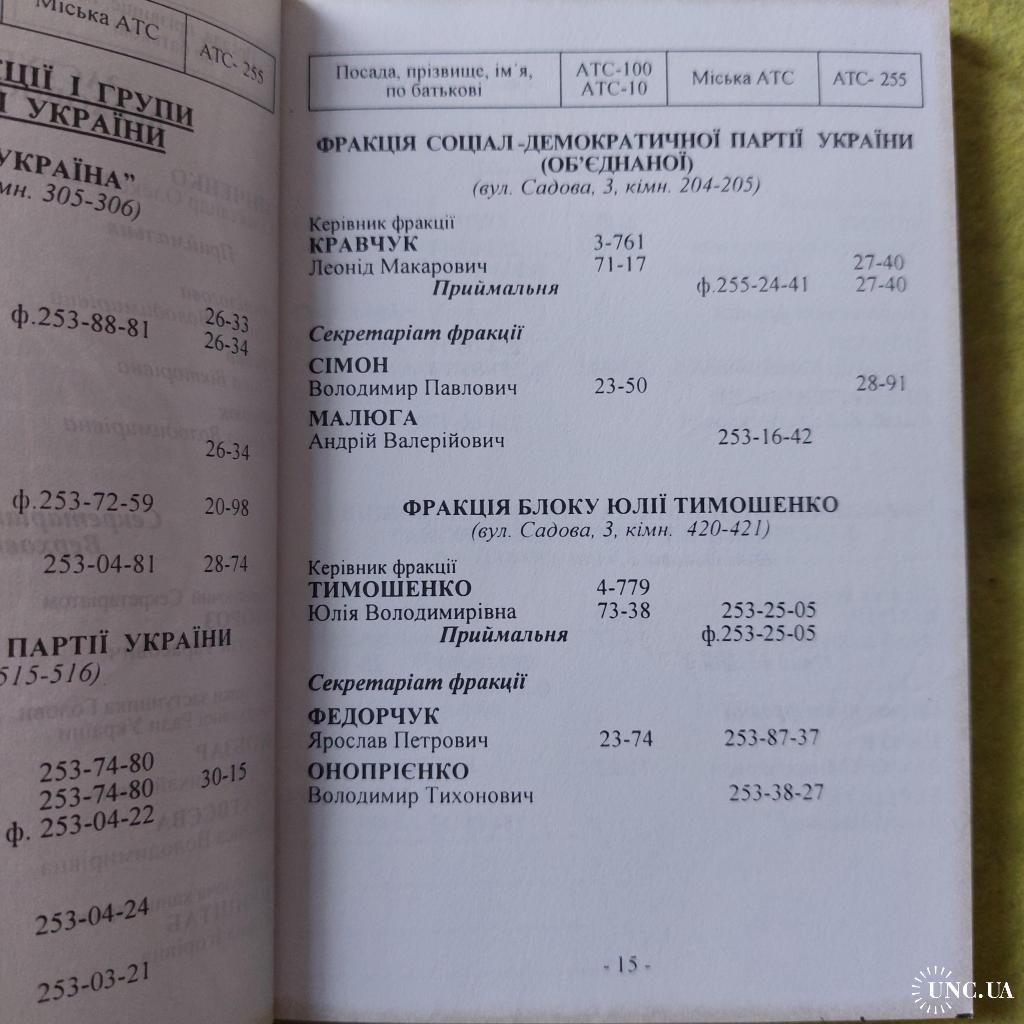 Міська АТС
АТС- 255
ЦІЇ І ГРУПИ
УКРАЇНИ
УКРАЇНА”
мн. 305-306)
ф.253-88-81 26-33
26-34
26-34
ф.253-72-59 20-98
253-04-81 28-74
ПАРТІЇ УКРАЇНИ
515-516)
253-74-80
253-74-80 30-15
ф. 253-04-22
253-04-24
253-03-21
Посада, прізвище, ім´я, по батькові
АТС-100
АТС-10
Міська АТС
АТС- 255
ФРАКЦІЯ СОЦІАЛ-ДЕМОКРАТИЧНОЇ ПАРТІЇ УКРАЇНИ
(ОБ’ЄДНАНОЇ)
(вул. Садова, 3, кімн. 204-205)
Керівник фракції
КРАВЧУК 3-761
Леонід Макарович 71-17 27-40
Приймальня ф.255-24-41 27-40
Секретаріат фракції
СІМОН
Володимир Павлович 23-50 28-91
МАЛЮГА
Андрій Валерійович 253-16-42
ФРАКЦІЯ БЛОКУ ЮЛІЇ ТИМОШЕНКО
(вул. Садова, 3, кімн. 420-421)
Керівник фракції
ТИМОШЕНКО 4-779
Юлія Володимирівна 73-38 253-25-05
Приймальня ф.253-25-05
Секретаріат фракції
ФЕДОРЧУК
Ярослав Петрович 23-74 253-87-37
ОНОПРІЄНКО
Володимир Тихонович 253-38-27
- 15 -
UNC.UA